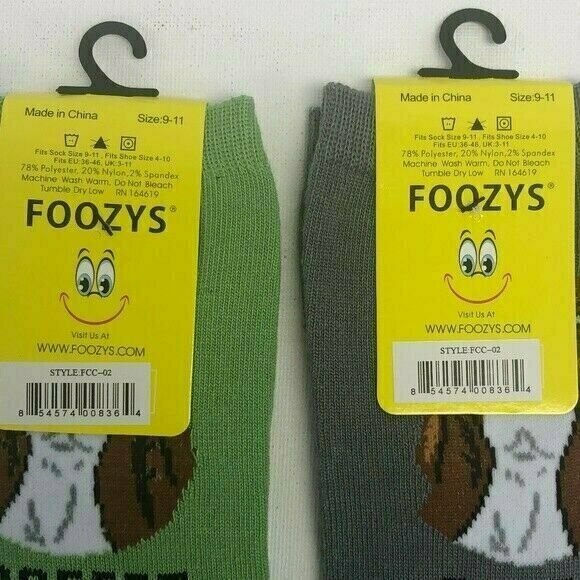 Made in China Size:9-11
Fits Sock Size 9-11, Fits Shoe Size 4-10
Fits EU:36-46, UK:3-11
78% Polyester, 20% Nylon,2% Spandex
Machine Wash Warm, Do Not Bleach
Tumble Dry Low RN 164619
FOOZYS®
Visit Us At
WWW.FOOZYS.COM
STYLE:FCC-02
8 54574 00836 4
Made in China Size:9-11
Fits Sock Size 9-11, Fits Shoe Size 4-10
Fits EU:36-46, UK:3-11
78% Polyester, 20% Nylon,2% Spandex
Machine Wash Warm, Do Not Bleach
Tumble Dry Low RN 164619
FOOZYS®
Visit Us At
WWW.FOOZYS.COM
STYLE:FCC-02
8 54574 00836 4